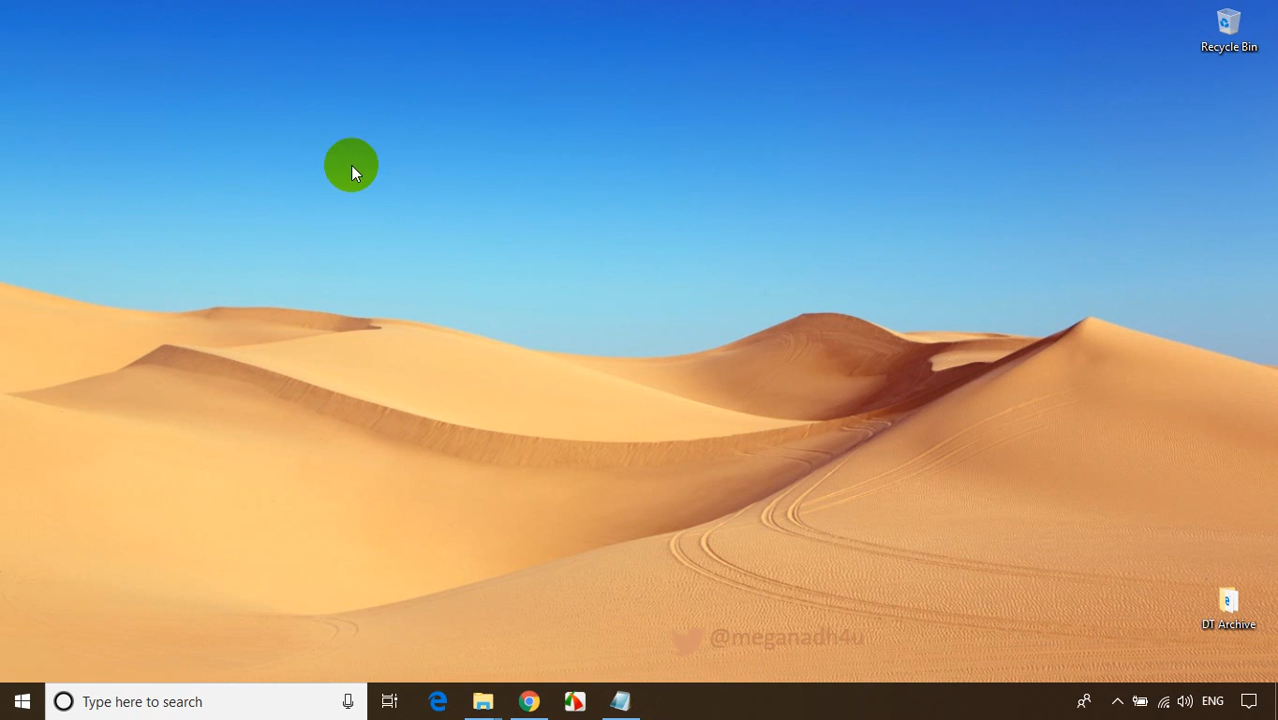 Recycle Bin
DT Archive
@meganadh4u
Type here to search
ENG